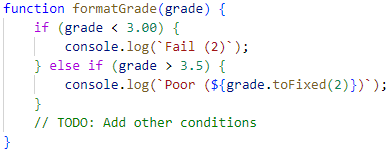 function formatGrade(grade) {
    if (grade < 3.00) {
        console.log(`Fail (2)`);
    } else if (grade > 3.5) {
        console.log(`Poor (${grade.toFixed(2)})`);
    }
    // TODO: Add other conditions
}